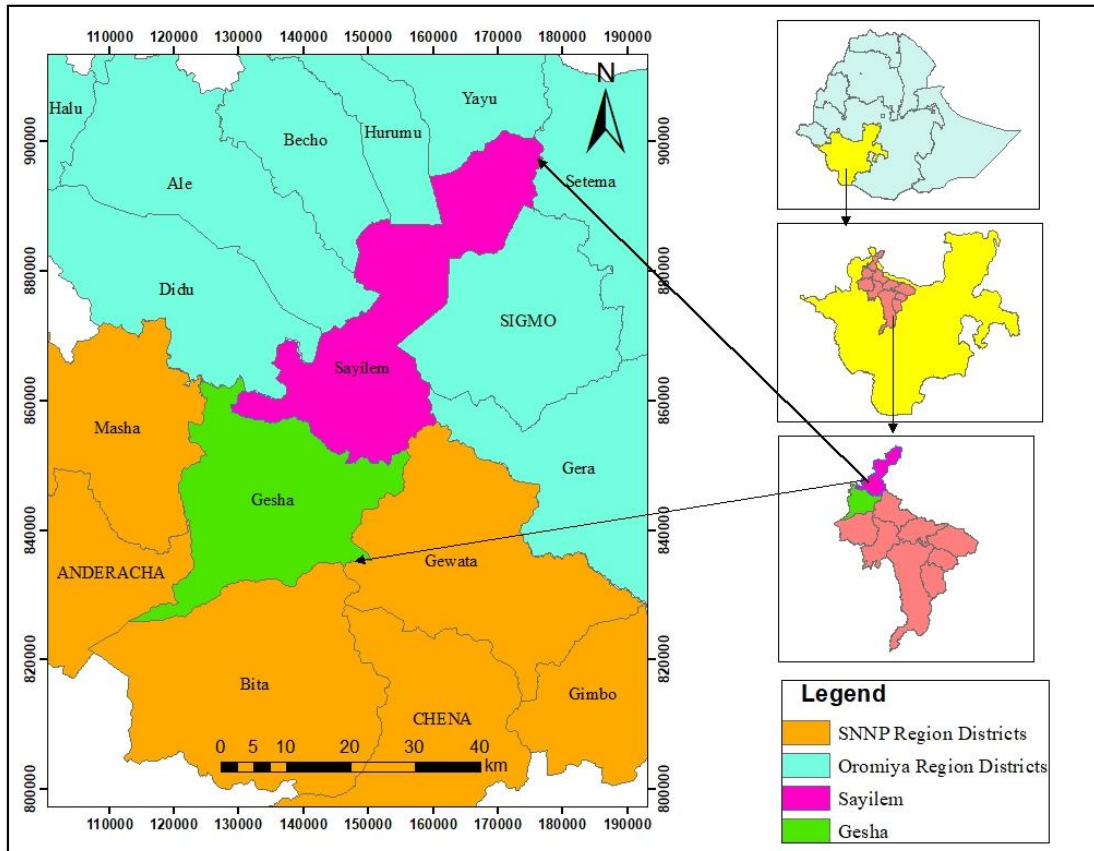 110000 120000 130000 140000 150000 160000 170000 180000 190000
N
Halu
Yayu
Hurumu
Becho
900000
900000
Ale
Setema
880000
880000
Didu
SIGMO
Sayilem
860000
860000
Masha
Gera
Gesha
840000
840000
ANDERACHA
Gewata
820000
820000
Bita
Gimbo
CHENA
0 5 10 20 30 40
km
800000
800000
110000 120000 130000 140000 150000 160000 170000 180000 190000
Legend
SNNP Region Districts
Oromiya Region Districts
Sayilem
Gesha